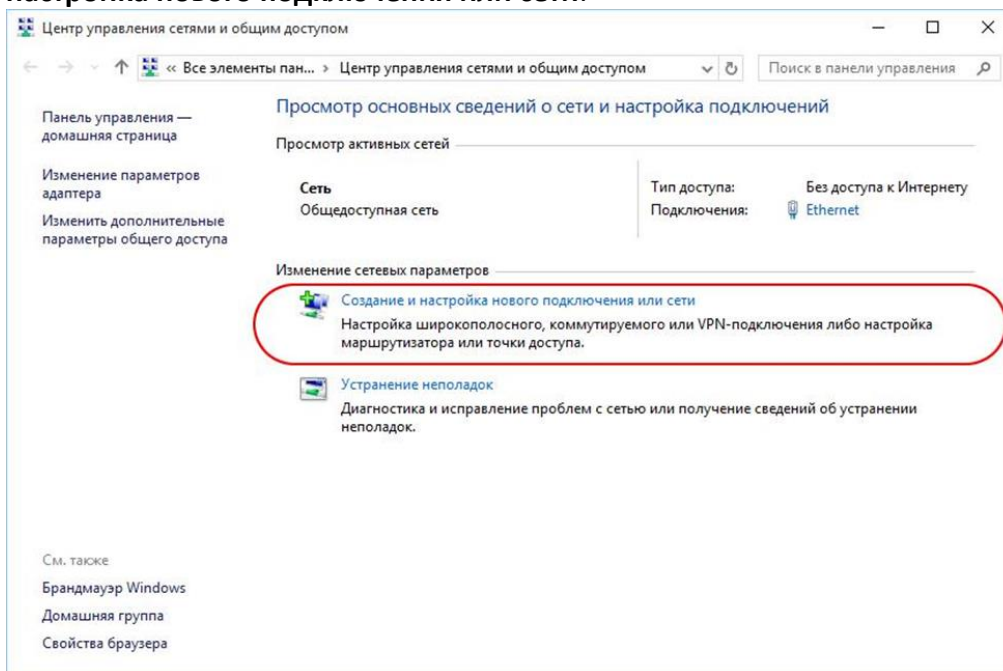 Центр управления сетями и общим доступом
« Все элементы пан... › Центр управления сетями и общим доступом
Поиск в панели управления
Панель управления —
домашняя страница
Изменение параметров
адаптера
Изменить дополнительные
параметры общего доступа
Просмотр основных сведений о сети и настройка подключений
Просмотр активных сетей
Сеть
Общедоступная сеть
Тип доступа: Без доступа к Интернету
Подключения: Ethernet
Изменение сетевых параметров
Создание и настройка нового подключения или сети
Настройка широкополосного, коммутируемого или VPN-подключения либо настройка
маршрутизатора или точки доступа.
Устранение неполадок
Диагностика и исправление проблем с сетью или получение сведений об устранении
неполадок.
См. также
Брандмауэр Windows
Домашняя группа
Свойства браузера